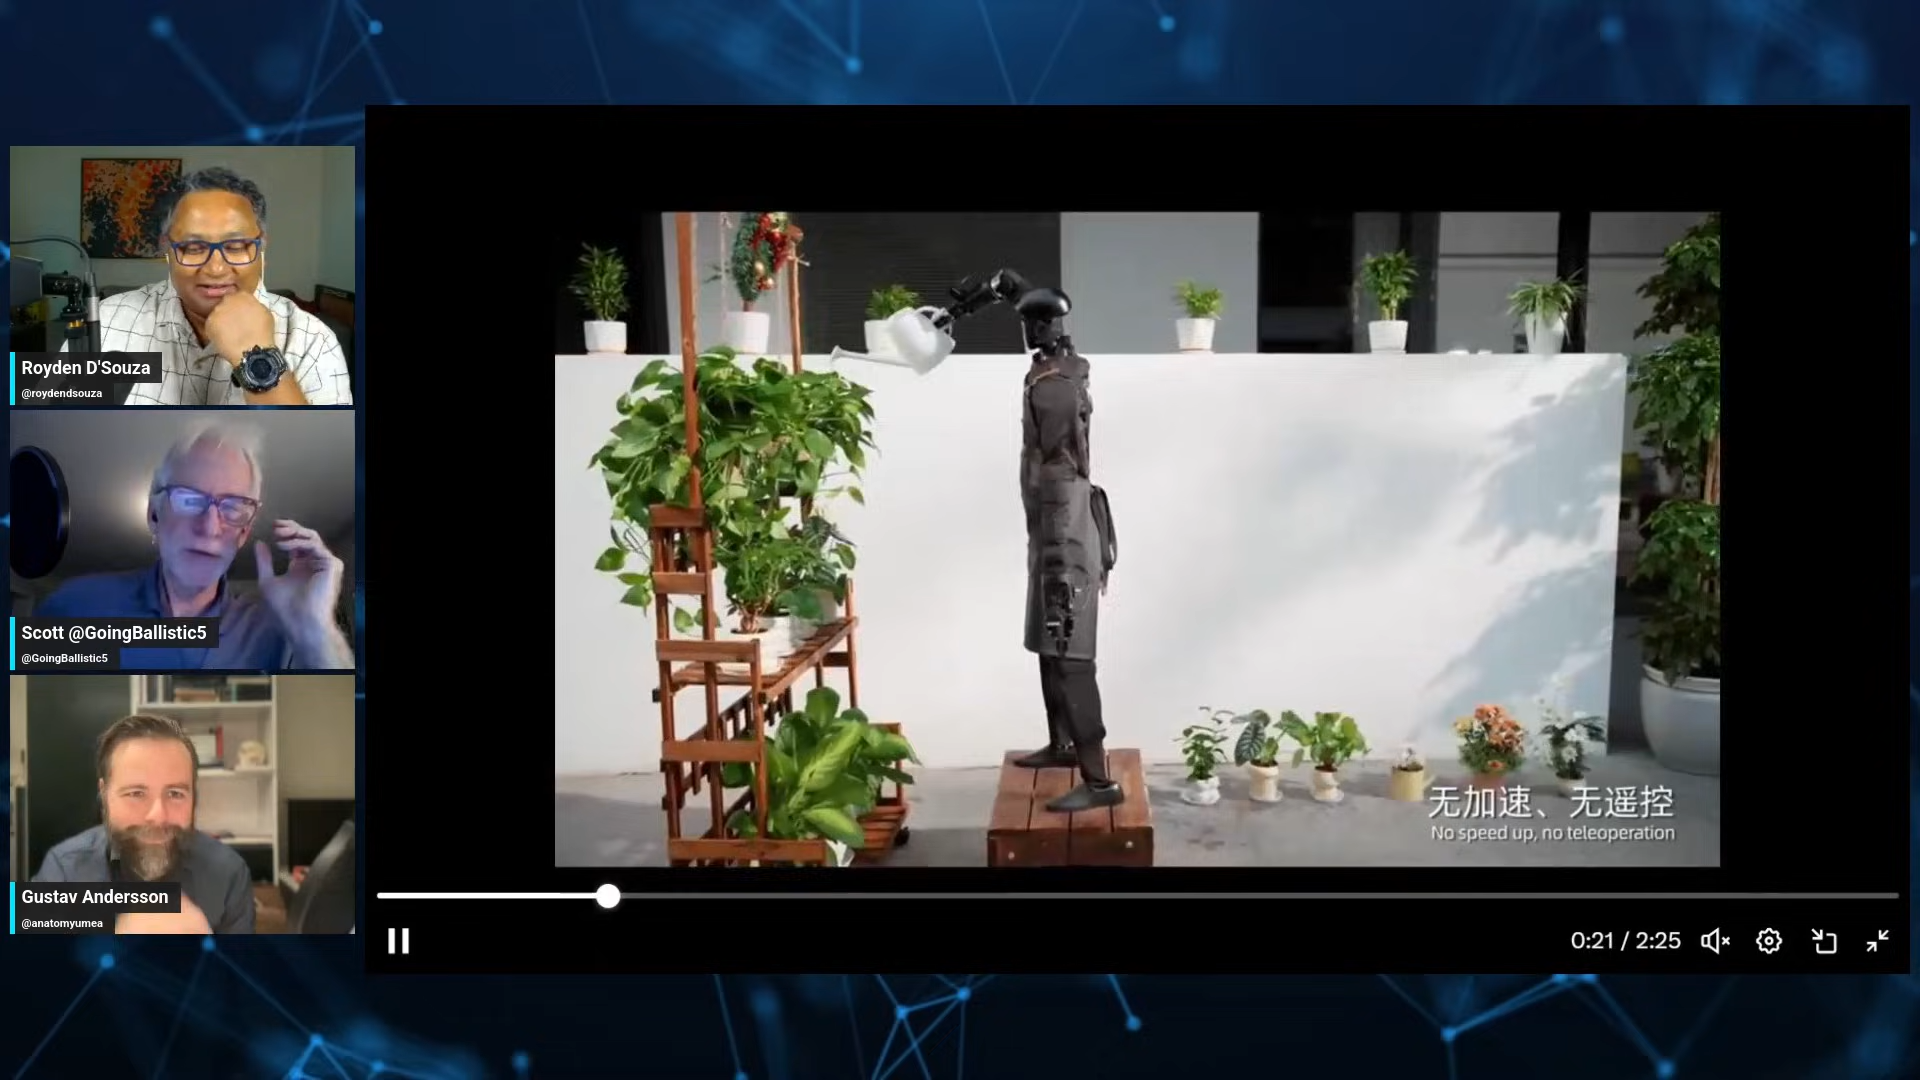 Royden D'Souza
@roydendsouza
Scott @GoingBallistic5
@GoingBallistic5
Gustav Andersson
@anatomyumea
无加速、无遥控
No speed up, no teleoperation
0:21 / 2:25